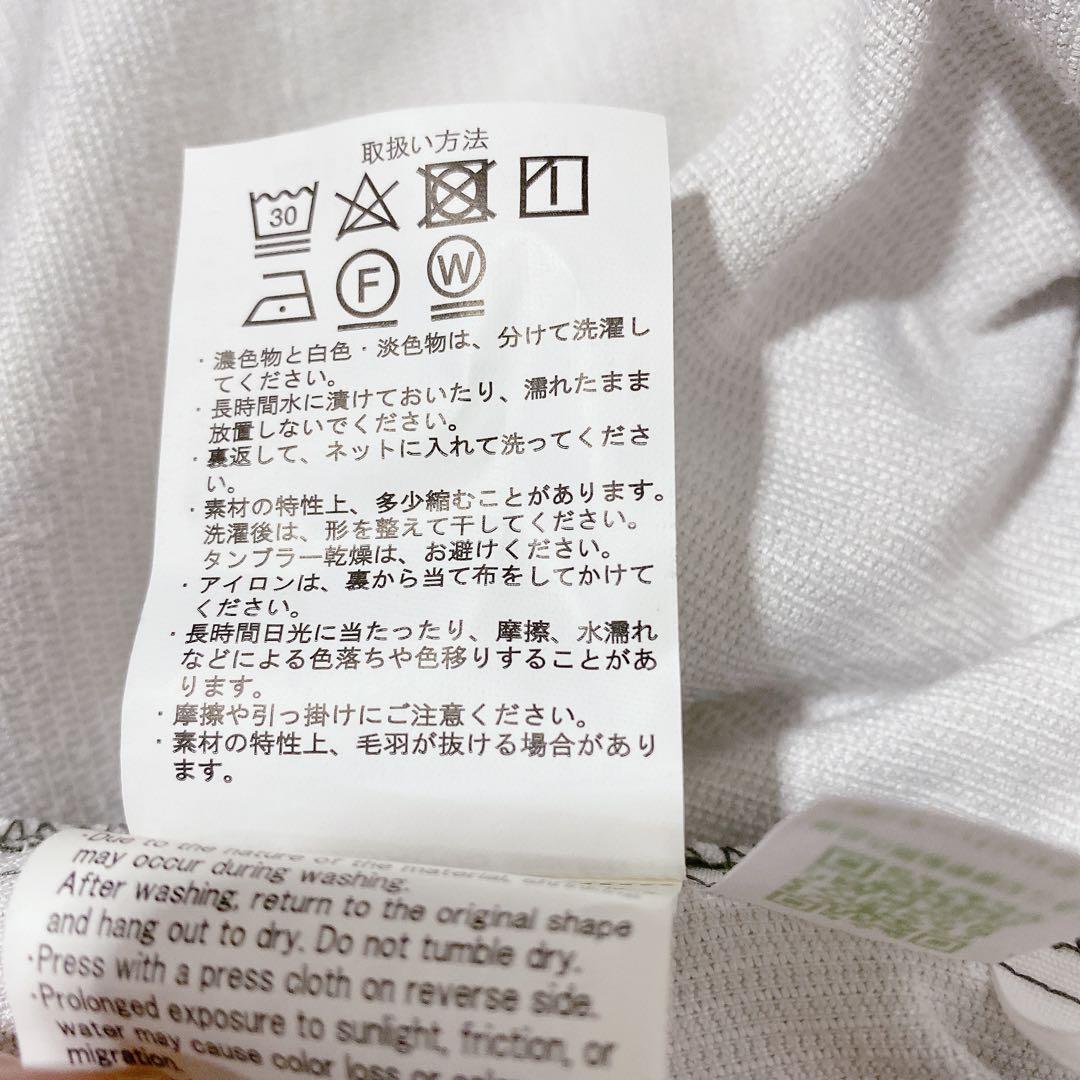 取扱い方法
30
F
W
・濃色物と白色・淡色物は、分けて洗濯し
てください。
・長時間水に漬けておいたり、濡れたまま
放置しないでください。
・裏返して、ネットに入れて洗ってくださ
い。
・素材の特性上、多少縮むことがあります。
洗濯後は、形を整えて干してください。
タンブラー乾燥は、お避けください。
・アイロンは、裏から当て布をしてかけて
ください。
・長時間日光に当たったり、摩擦、水濡れ
などによる色落ちや色移りすることがあ
ります。
・摩擦や引っ掛けにご注意ください。
・素材の特性上、毛羽が抜ける場合があり
ます。
・Due to the nature of the material,
may occur during washing.
After washing, return to the original shape
and hang out to dry. Do not tumble dry.
・Press with a press cloth on reverse side.
・Prolonged exposure to sunlight, friction, or
water may cause color loss or
migration.